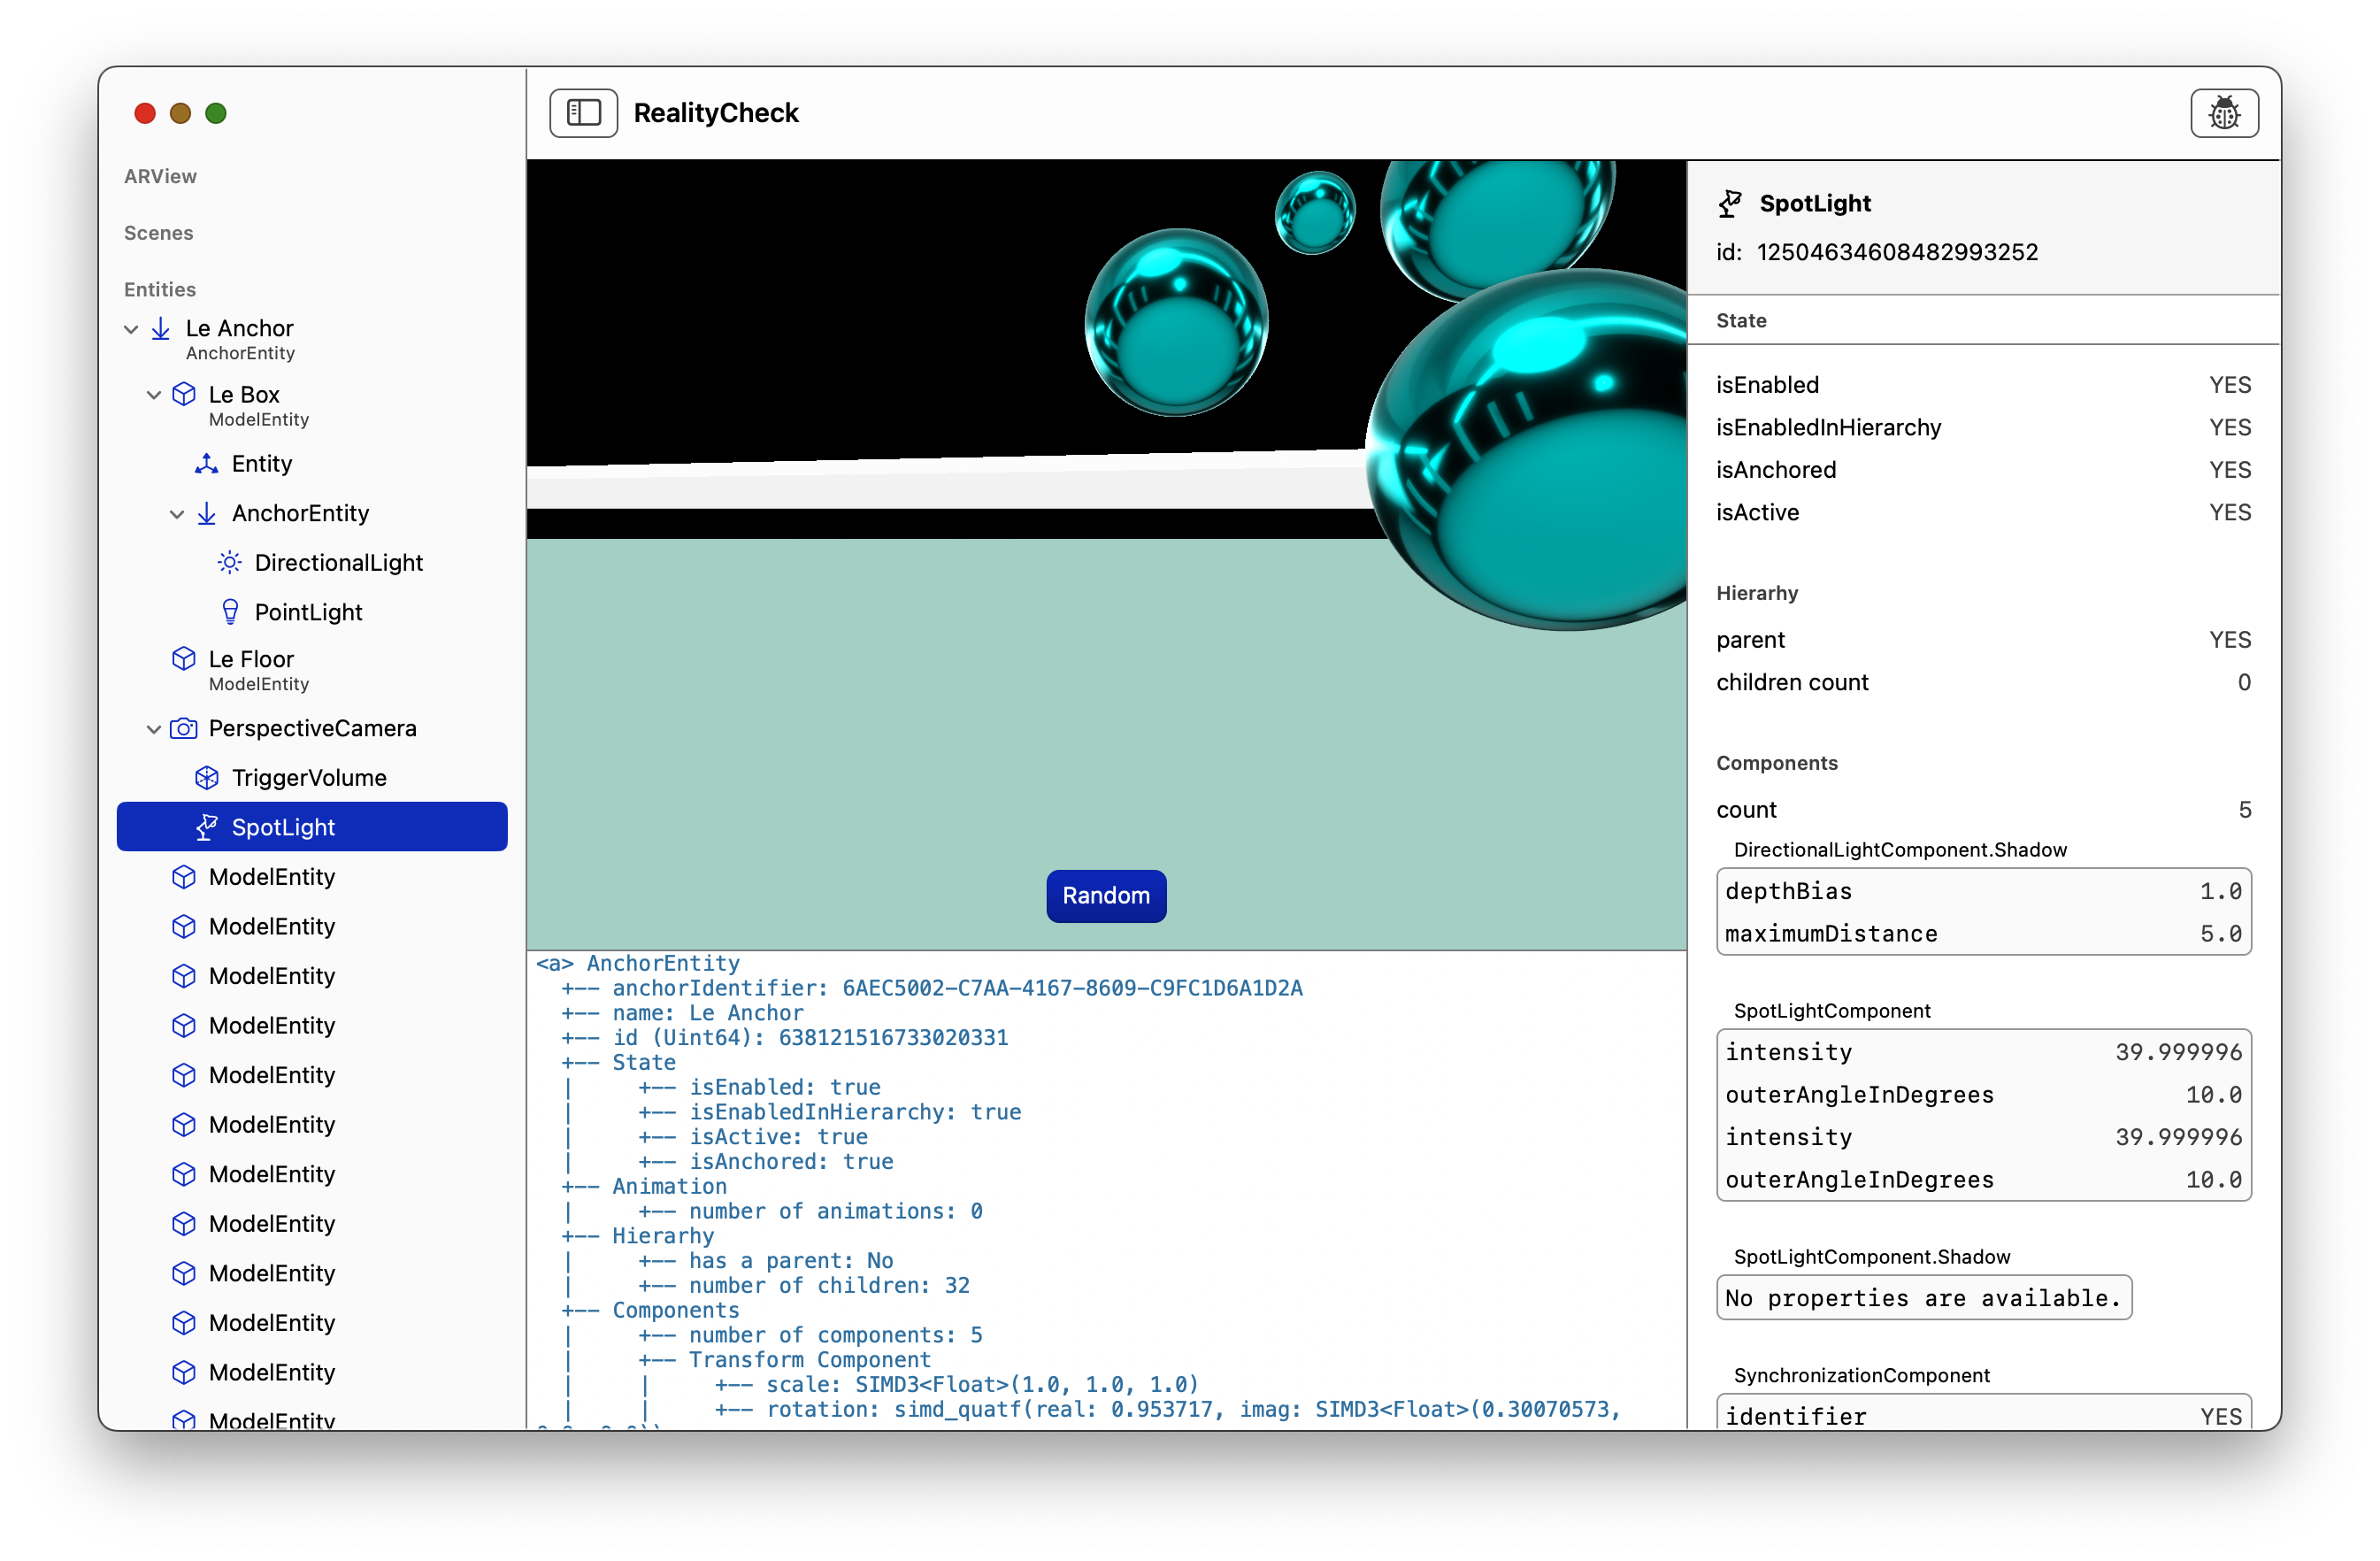 RealityCheck
ARView
Scenes
Entities
Le Anchor
AnchorEntity
Le Box
ModelEntity
Entity
AnchorEntity
DirectionalLight
PointLight
Le Floor
ModelEntity
PerspectiveCamera
TriggerVolume
SpotLight
ModelEntity
ModelEntity
ModelEntity
ModelEntity
ModelEntity
ModelEntity
ModelEntity
ModelEntity
ModelEntity
ModelEntity
ModelEntity
ModelEntity
Random
<a> AnchorEntity
+-- anchorIdentifier: 6AEC5002-C7AA-4167-8609-C9FC1D6A1D2A
+-- name: Le Anchor
+-- id (Uint64): 638121516733020331
+-- State
| +-- isEnabled: true
| +-- isEnabledInHierarchy: true
| +-- isActive: true
| +-- isAnchored: true
+-- Animation
| +-- number of animations: 0
+-- Hierarhy
| +-- has a parent: No
| +-- number of children: 32
+-- Components
| +-- number of components: 5
| +-- Transform Component
| | +-- scale: SIMD3<Float>(1.0, 1.0, 1.0)
| | +-- rotation: simd_quatf(real: 0.953717, imag: SIMD3<Float>(0.30070573,
SpotLight
id: 12504634608482993252
State
isEnabled YES
isEnabledInHierarchy YES
isAnchored YES
isActive YES
Hierarhy
parent YES
children count 0
Components
count 5
DirectionalLightComponent.Shadow
depthBias 1.0
maximumDistance 5.0
SpotLightComponent
intensity 39.999996
outerAngleInDegrees 10.0
intensity 39.999996
outerAngleInDegrees 10.0
SpotLightComponent.Shadow
No properties are available.
SynchronizationComponent
identifier YES